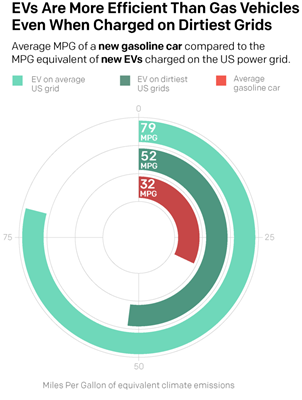 EVs Are More Efficient Than Gas Vehicles
Even When Charged on Dirtiest Grids
Average MPG of a new gasoline car compared to the
MPG equivalent of new EVs charged on the US power grid.
EV on average
US grid
EV on dirtiest
US grids
Average
gasoline car
0
79
MPG
52
MPG
32
MPG
75
25
50
Miles Per Gallon of equivalent climate emissions